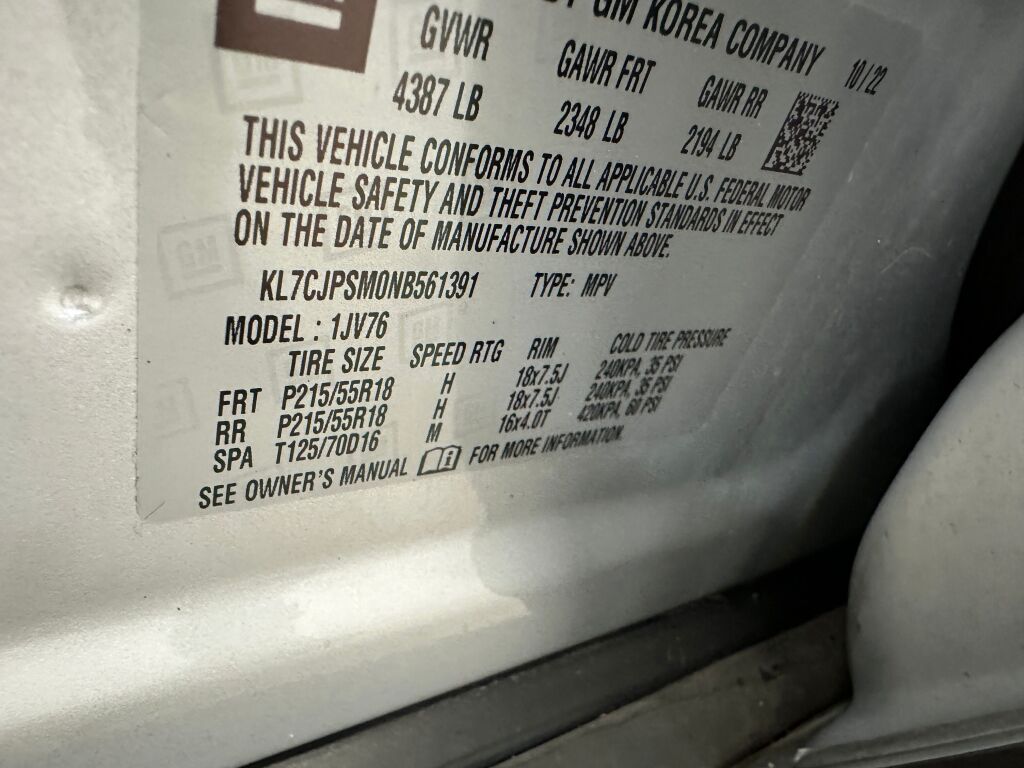 GM KOREA COMPANY 10/22
GVWR GAWR FRT GAWR RR
4387 LB 2348 LB 2194 LB
THIS VEHICLE CONFORMS TO ALL APPLICABLE U.S. FEDERAL MOTOR
VEHICLE SAFETY AND THEFT PREVENTION STANDARDS IN EFFECT
ON THE DATE OF MANUFACTURE SHOWN ABOVE.
KL7CJPSM0NB561391 TYPE: MPV
MODEL : 1JV76
TIRE SIZE SPEED RTG RIM COLD TIRE PRESSURE
FRT P215/55R18 H 18x7.5J 240KPA, 35 PSI
RR P215/55R18 H 18x7.5J 240KPA, 35 PSI
SPA T125/70D16 M 16x4.0T 420KPA, 60 PSI
SEE OWNER'S MANUAL FOR MORE INFORMATION.